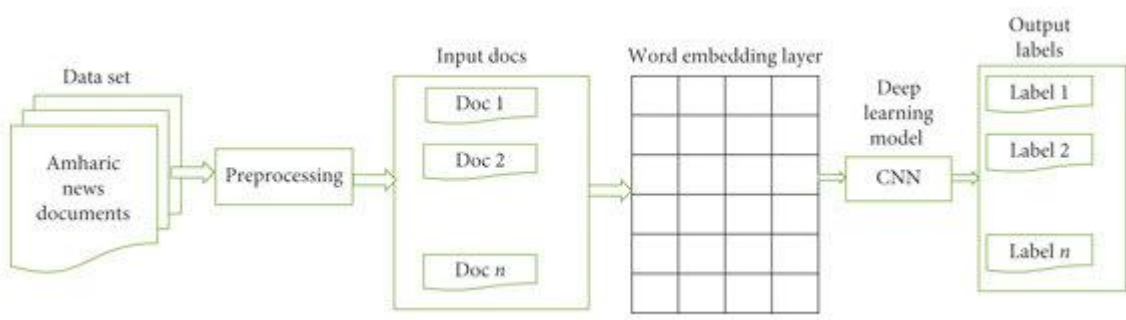 Data set
Amharic
news
documents
Preprocessing
Input docs
Doc 1
Doc 2
Doc n
Word embedding layer
Deep
learning
model
CNN
Output
labels
Label 1
Label 2
Label n